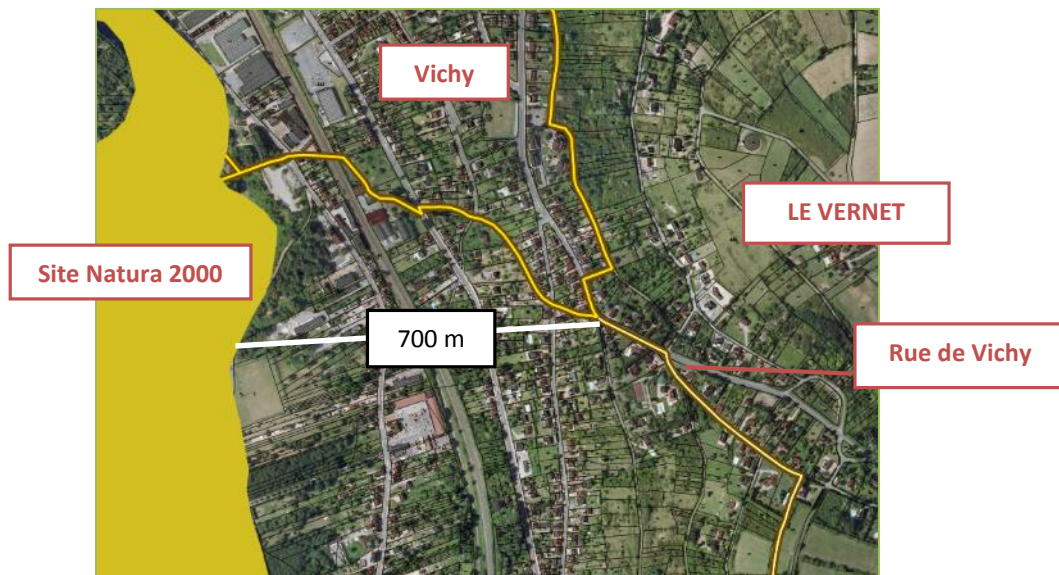 Vichy
LE VERNET
Site Natura 2000
700 m
Rue de Vichy